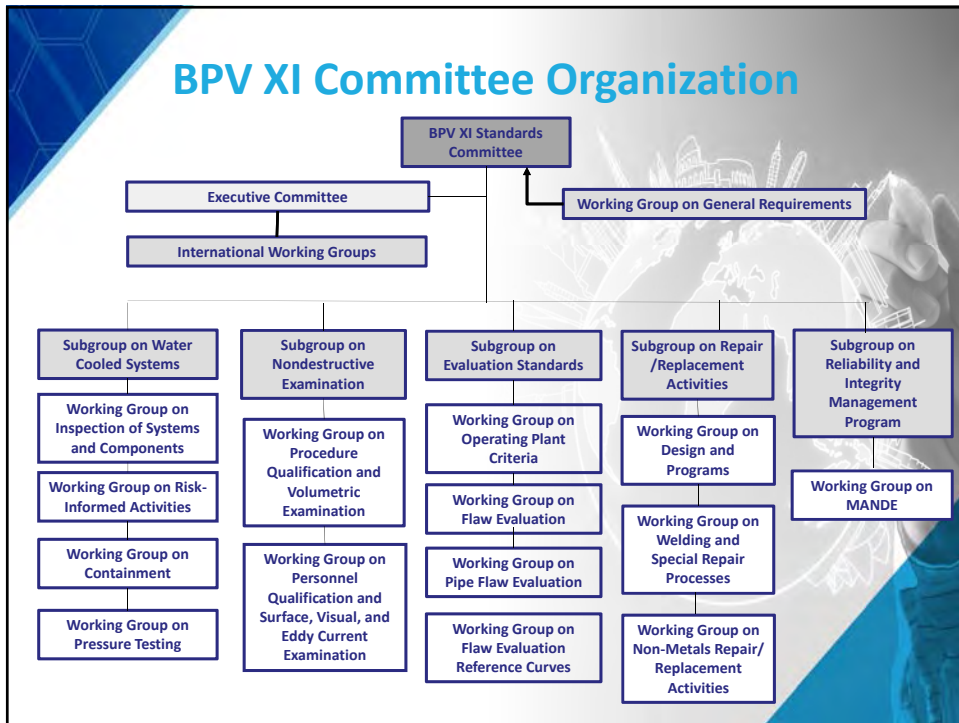 BPV XI Committee Organization
BPV XI Standards
Committee
Executive Committee
Working Group on General Requirements
International Working Groups
Subgroup on Water
Cooled Systems
Working Group on
Inspection of Systems
and Components
Working Group on Risk-
Informed Activities
Working Group on
Containment
Working Group on
Pressure Testing
Subgroup on
Nondestructive
Examination
Working Group on
Procedure
Qualification and
Volumetric
Examination
Working Group on
Personnel
Qualification and
Surface, Visual, and
Eddy Current
Examination
Subgroup on
Evaluation Standards
Working Group on
Operating Plant
Criteria
Working Group on
Flaw Evaluation
Working Group on
Pipe Flaw Evaluation
Working Group on
Flaw Evaluation
Reference Curves
Subgroup on Repair
/Replacement
Activities
Working Group on
Design and
Programs
Working Group on
Welding and
Special Repair
Processes
Working Group on
Non-Metals Repair/
Replacement
Activities
Subgroup on
Reliability and
Integrity
Management
Program
Working Group on
MANDE